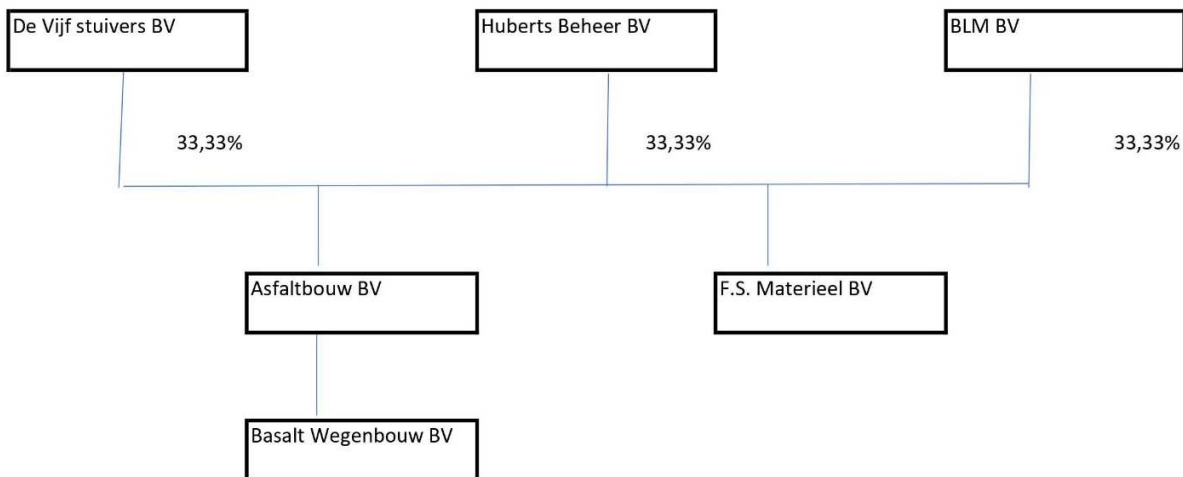 De Vijf stuivers BV
Huberts Beheer BV
BLM BV
33,33%
33,33%
33,33%
Asfaltbouw BV
F.S. Materieel BV
Basalt Wegenbouw BV